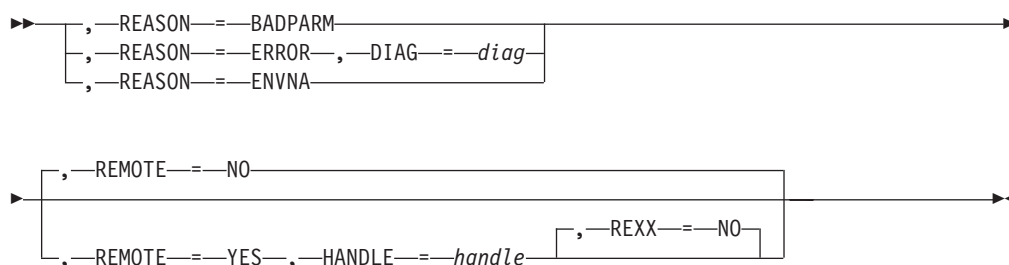 , REASON = BADPARM
, REASON = ERROR , DIAG = diag
, REASON = ENVNA
, REMOTE = NO
, REXX = NO
, REMOTE = YES , HANDLE = handle